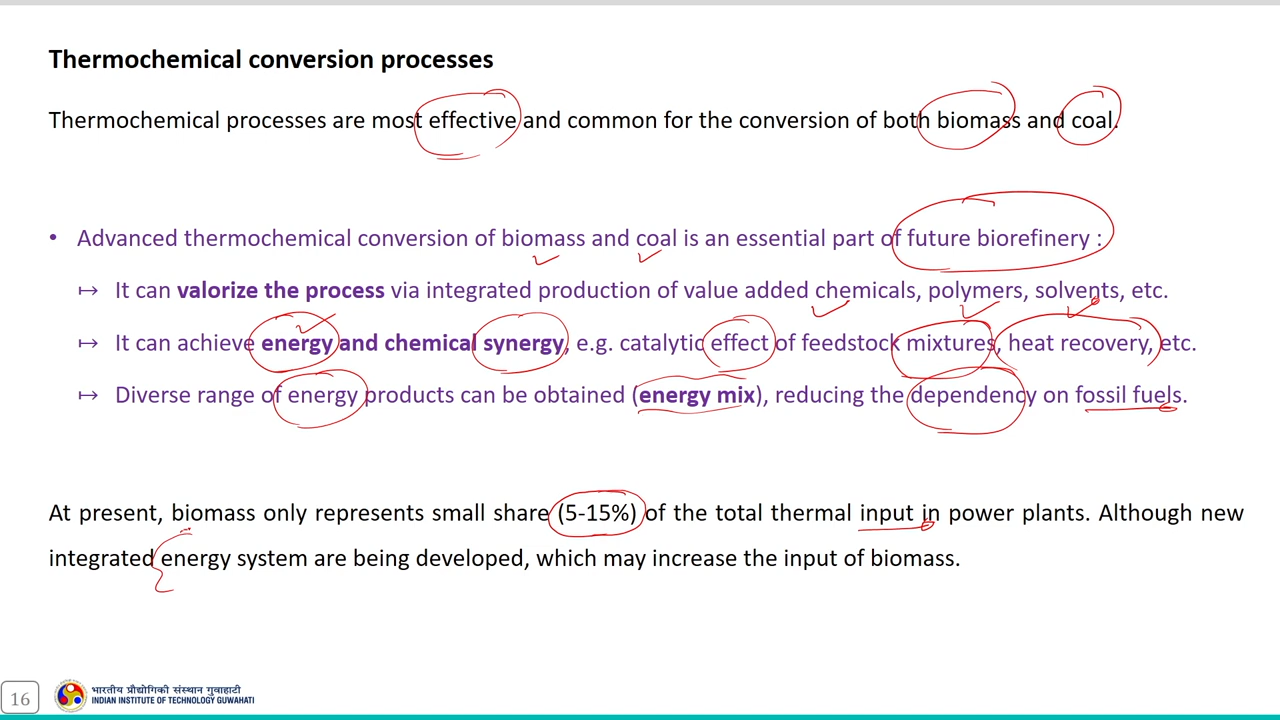 Thermochemical conversion processes
Thermochemical processes are most effective and common for the conversion of both biomass and coal.
• Advanced thermochemical conversion of biomass and coal is an essential part of future biorefinery :
↦ It can valorize the process via integrated production of value added chemicals, polymers, solvents, etc.
↦ It can achieve energy and chemical synergy, e.g. catalytic effect of feedstock mixtures, heat recovery, etc.
↦ Diverse range of energy products can be obtained (energy mix), reducing the dependency on fossil fuels.
At present, biomass only represents small share (5-15%) of the total thermal input in power plants. Although new
integrated energy system are being developed, which may increase the input of biomass.
16
भारतीय प्रौद्योगिकी संस्थान गुवाहाटी
INDIAN INSTITUTE OF TECHNOLOGY GUWAHATI